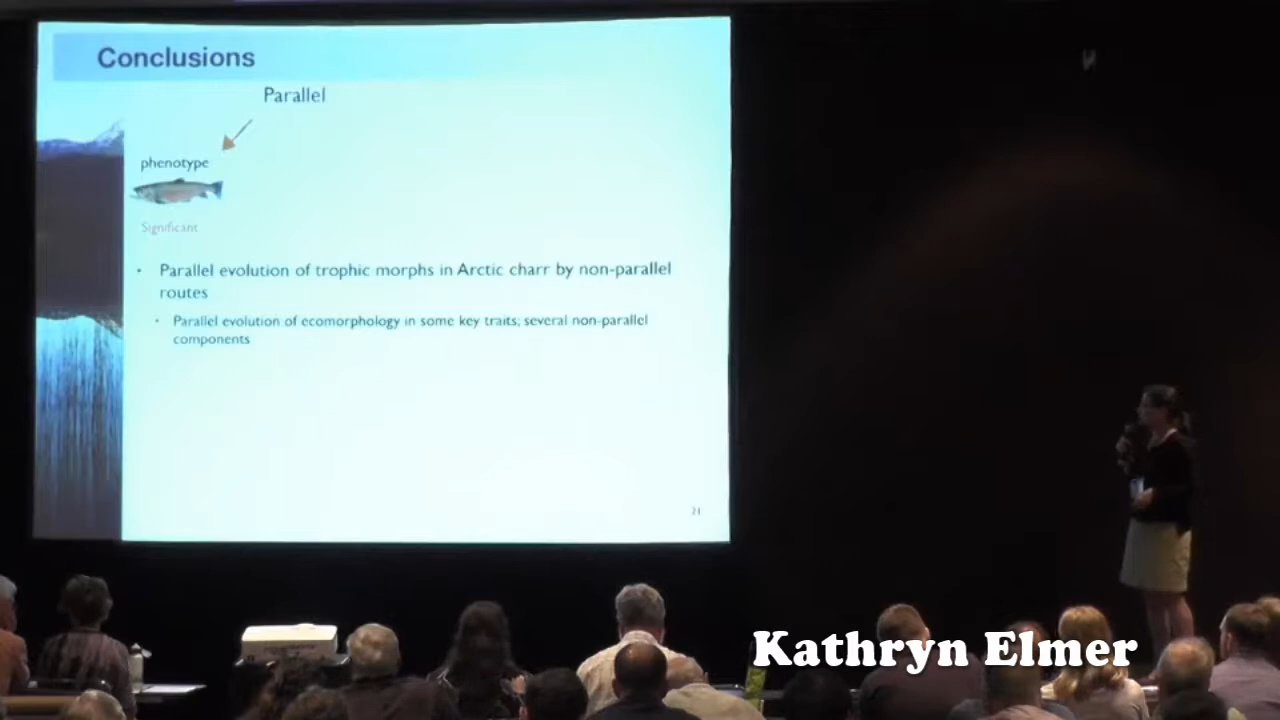 Conclusions
Parallel
phenotype
Significant
• Parallel evolution of trophic morphs in Arctic charr by non-parallel
routes
• Parallel evolution of ecomorphology in some key traits, several non-parallel
components
21
Kathryn Elmer